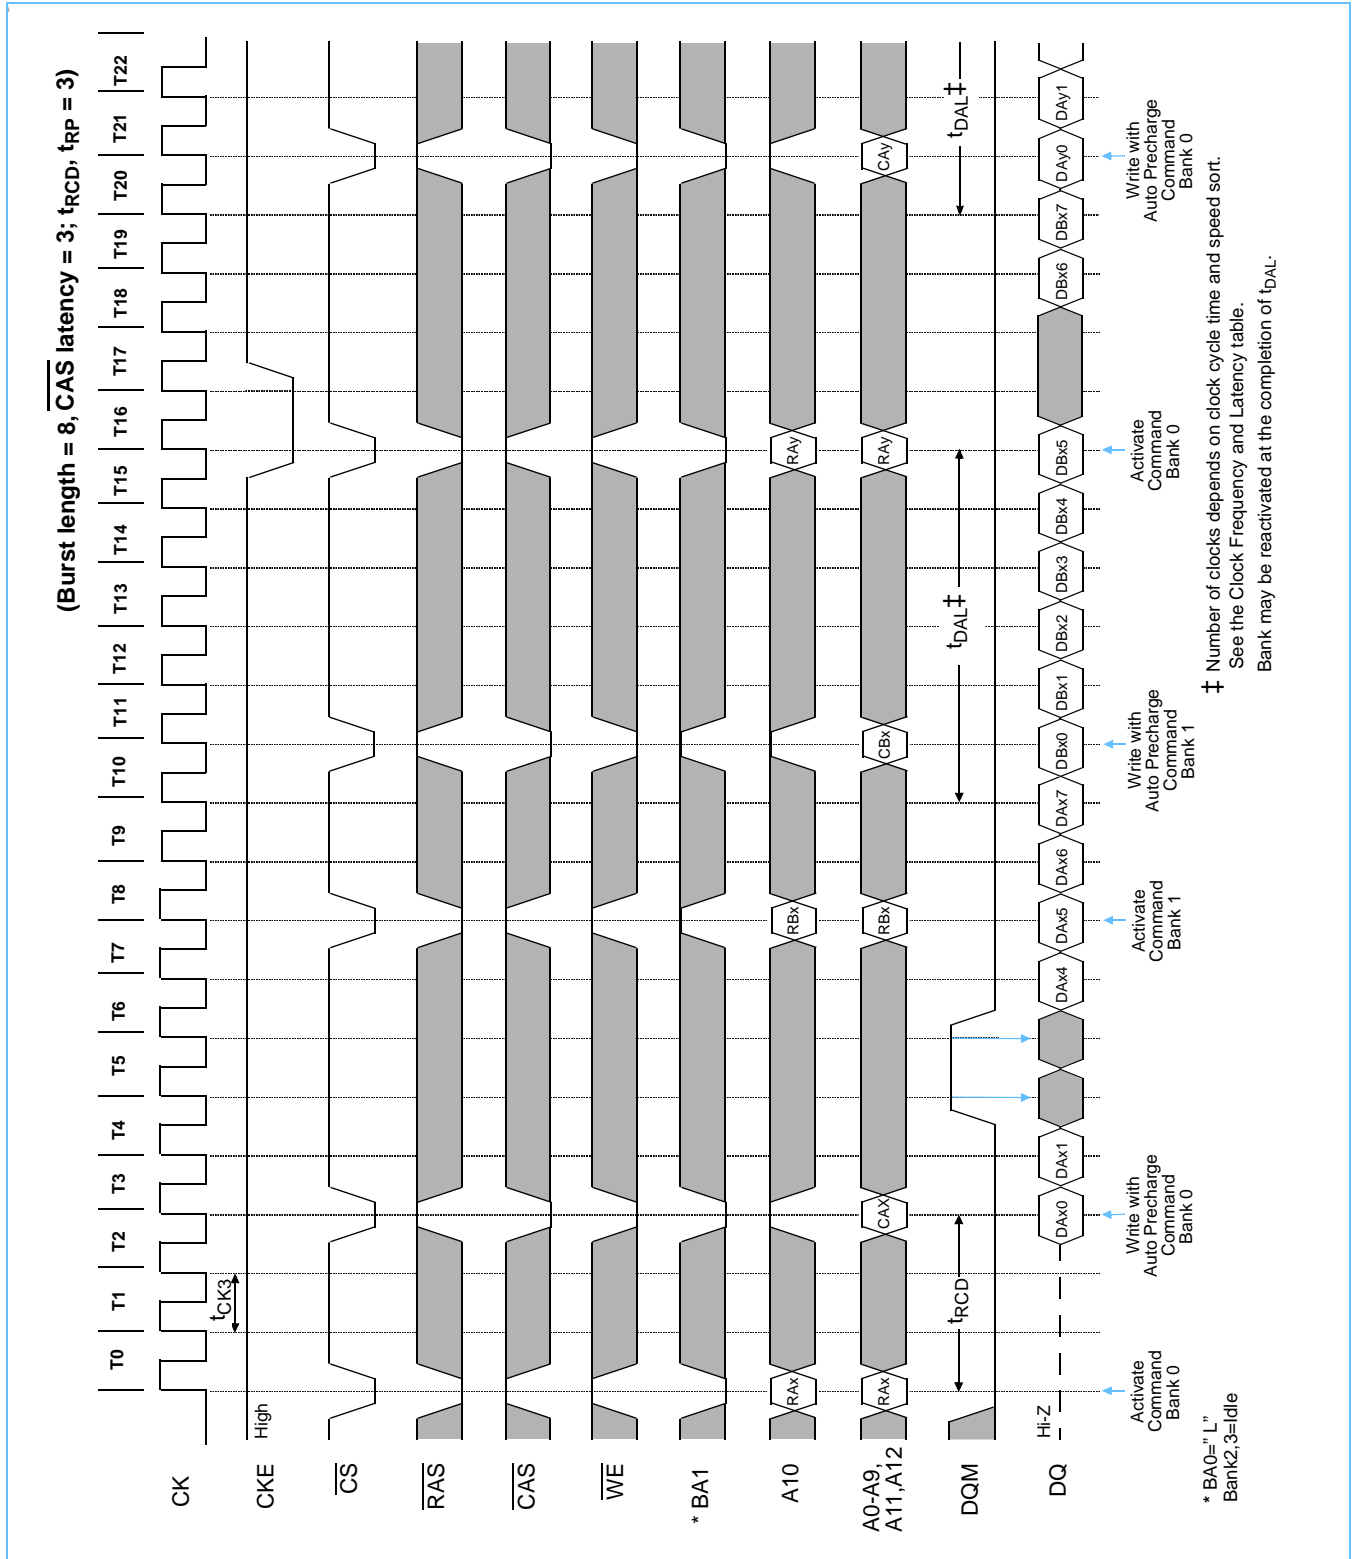 (Burst length = 8, CAS latency = 3; tRCD, tRP = 3)
T0 T1 T2 T3 T4 T5 T6 T7 T8 T9 T10 T11 T12 T13 T14 T15 T16 T17 T18 T19 T20 T21 T22
CK
tCK3
CKE
High
CS
RAS
CAS
WE
* BA1
A10
RAx RBx RAy
A0-A9,
A11,A12
RAx CAX RBx CBx RAy CAy
DQM
tRCD tDAL‡ tDAL‡
DQ
Hi-Z
DAx0 DAx1 DAx4 DAx5 DAx6 DAx7 DBx0 DBx1 DBx2 DBx3 DBx4 DBx5 DBx6 DBx7 DAy0 DAy1
Activate
Command
Bank 0
Write with
Auto Precharge
Command
Bank 0
Activate
Command
Bank 1
Write with
Auto Precharge
Command
Bank 1
Activate
Command
Bank 0
Write with
Auto Precharge
Command
Bank 0
* BA0=" L"
Bank2,3=Idle
‡ Number of clocks depends on clock cycle time and speed sort.
See the Clock Frequency and Latency table.
Bank may be reactivated at the completion of tDAL.